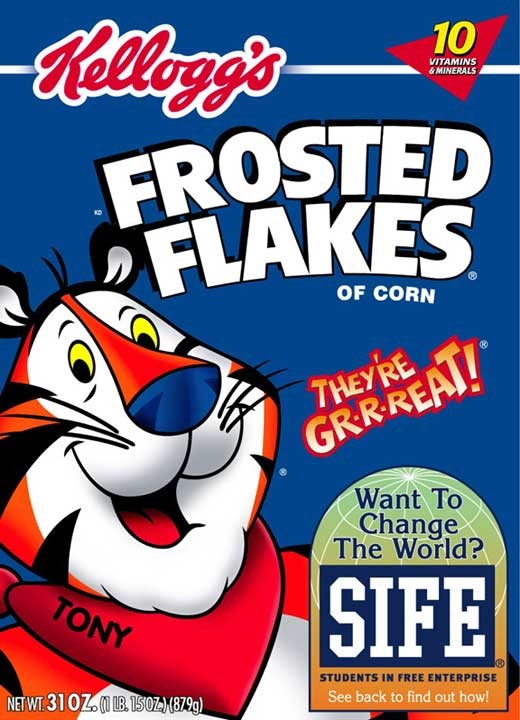 Kellogg's
10
VITAMINS
& MINERALS
FROSTED
KD
FLAKES®
OF CORN
THEY'RE
GR-R-REAT!®
®
Want To
Change
The World?
SIFE®
TONY
STUDENTS IN FREE ENTERPRISE
See back to find out how!
NET WT. 31 OZ. (1 LB. 15 OZ.) (879g)